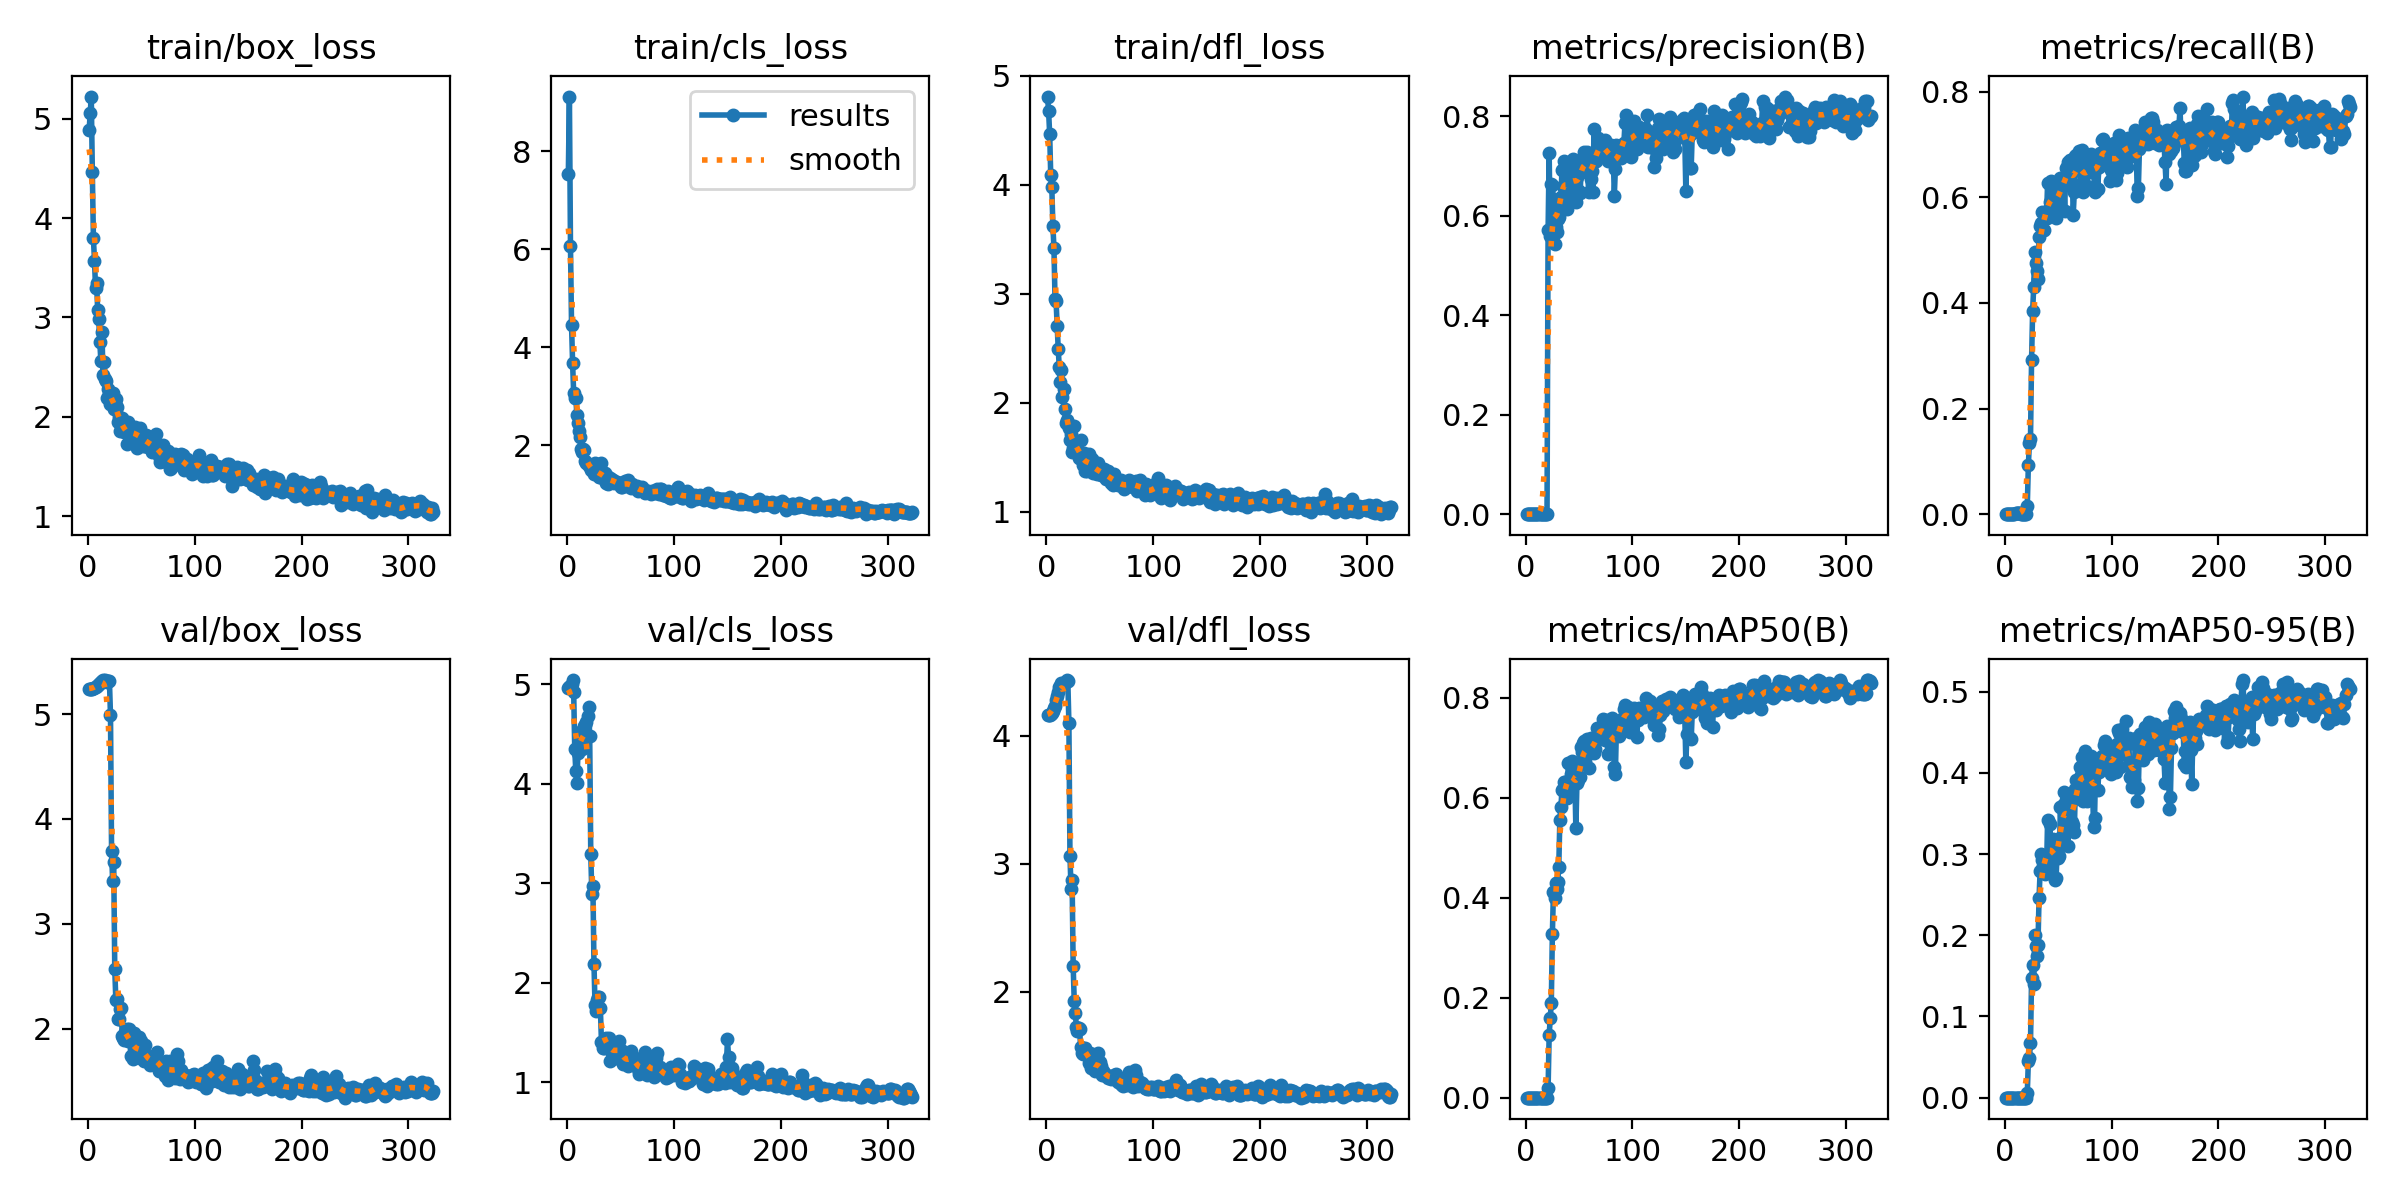 train/box_loss
5
4
3
2
1
0 100 200 300
train/cls_loss
results
smooth
8
6
4
2
0 100 200 300
train/dfl_loss
5
4
3
2
1
0 100 200 300
metrics/precision(B)
0.8
0.6
0.4
0.2
0.0
0 100 200 300
metrics/recall(B)
0.8
0.6
0.4
0.2
0.0
0 100 200 300
val/box_loss
5
4
3
2
0 100 200 300
val/cls_loss
5
4
3
2
1
0 100 200 300
val/dfl_loss
4
3
2
0 100 200 300
metrics/mAP50(B)
0.8
0.6
0.4
0.2
0.0
0 100 200 300
metrics/mAP50-95(B)
0.5
0.4
0.3
0.2
0.1
0.0
0 100 200 300